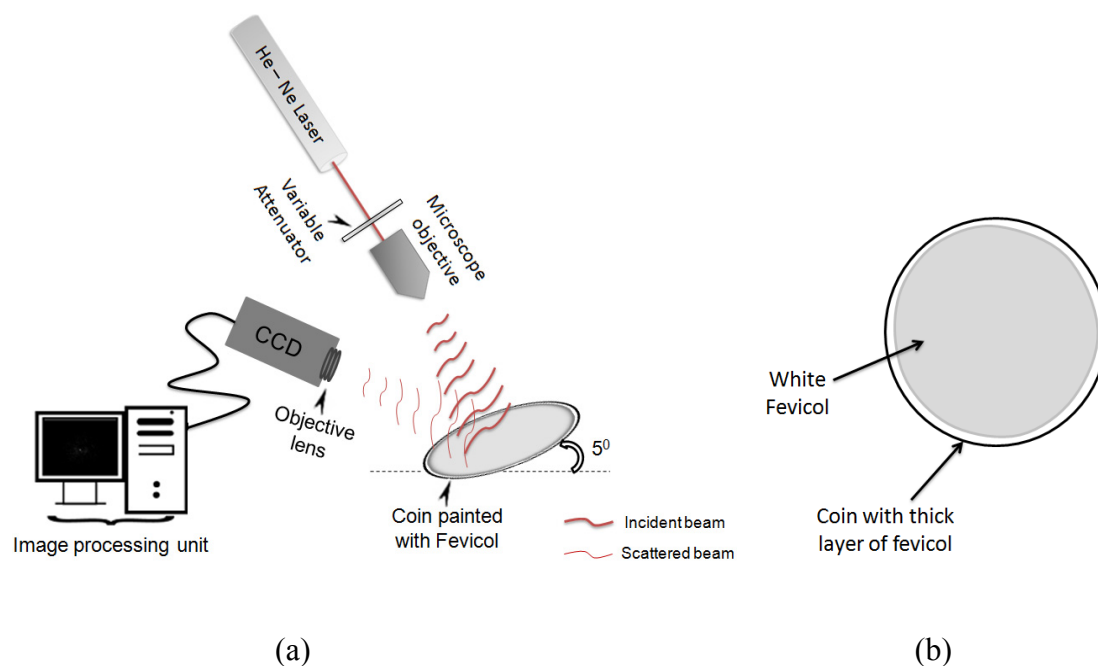 He – Ne Laser
Variable
Attenuator
Microscope
objective
CCD
Objective
lens
5⁰
Image processing unit
Coin painted
with Fevicol
Incident beam
Scattered beam
(a)
White
Fevicol
Coin with thick
layer of fevicol
(b)